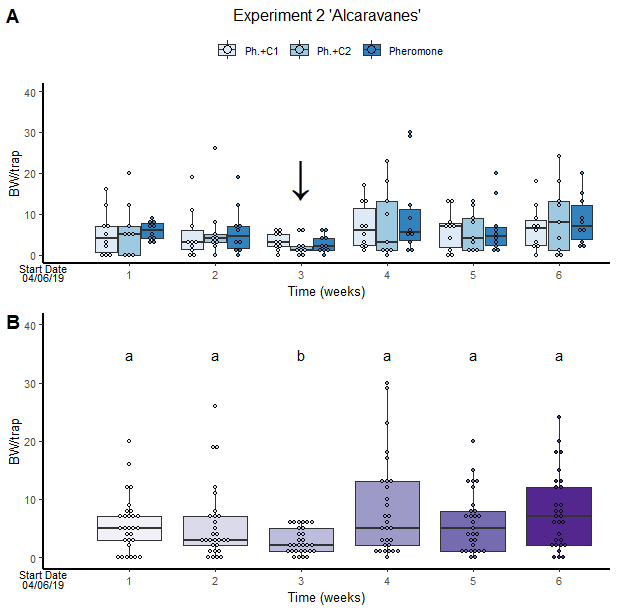 A
Experiment 2 'Alcaravanes'
Ph.+C1 Ph.+C2 Pheromone
40
30
20
10
0
BW/trap
Start Date
04/06/19
1 2 3 4 5 6
Time (weeks)
B
40
30
20
10
0
BW/trap
a a b a a a
Start Date
04/06/19
1 2 3 4 5 6
Time (weeks)